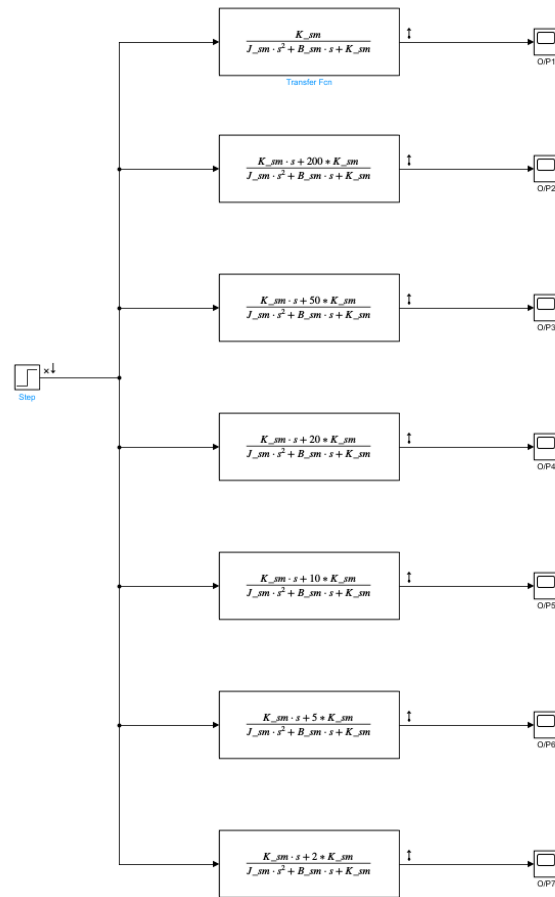 K_sm
J_sm · s² + B_sm · s + K_sm
O/P1
Transfer Fcn
K_sm · s + 200 * K_sm
J_sm · s² + B_sm · s + K_sm
O/P2
K_sm · s + 50 * K_sm
J_sm · s² + B_sm · s + K_sm
O/P3
Step
K_sm · s + 20 * K_sm
J_sm · s² + B_sm · s + K_sm
O/P4
K_sm · s + 10 * K_sm
J_sm · s² + B_sm · s + K_sm
O/P5
K_sm · s + 5 * K_sm
J_sm · s² + B_sm · s + K_sm
O/P6
K_sm · s + 2 * K_sm
J_sm · s² + B_sm · s + K_sm
O/P7